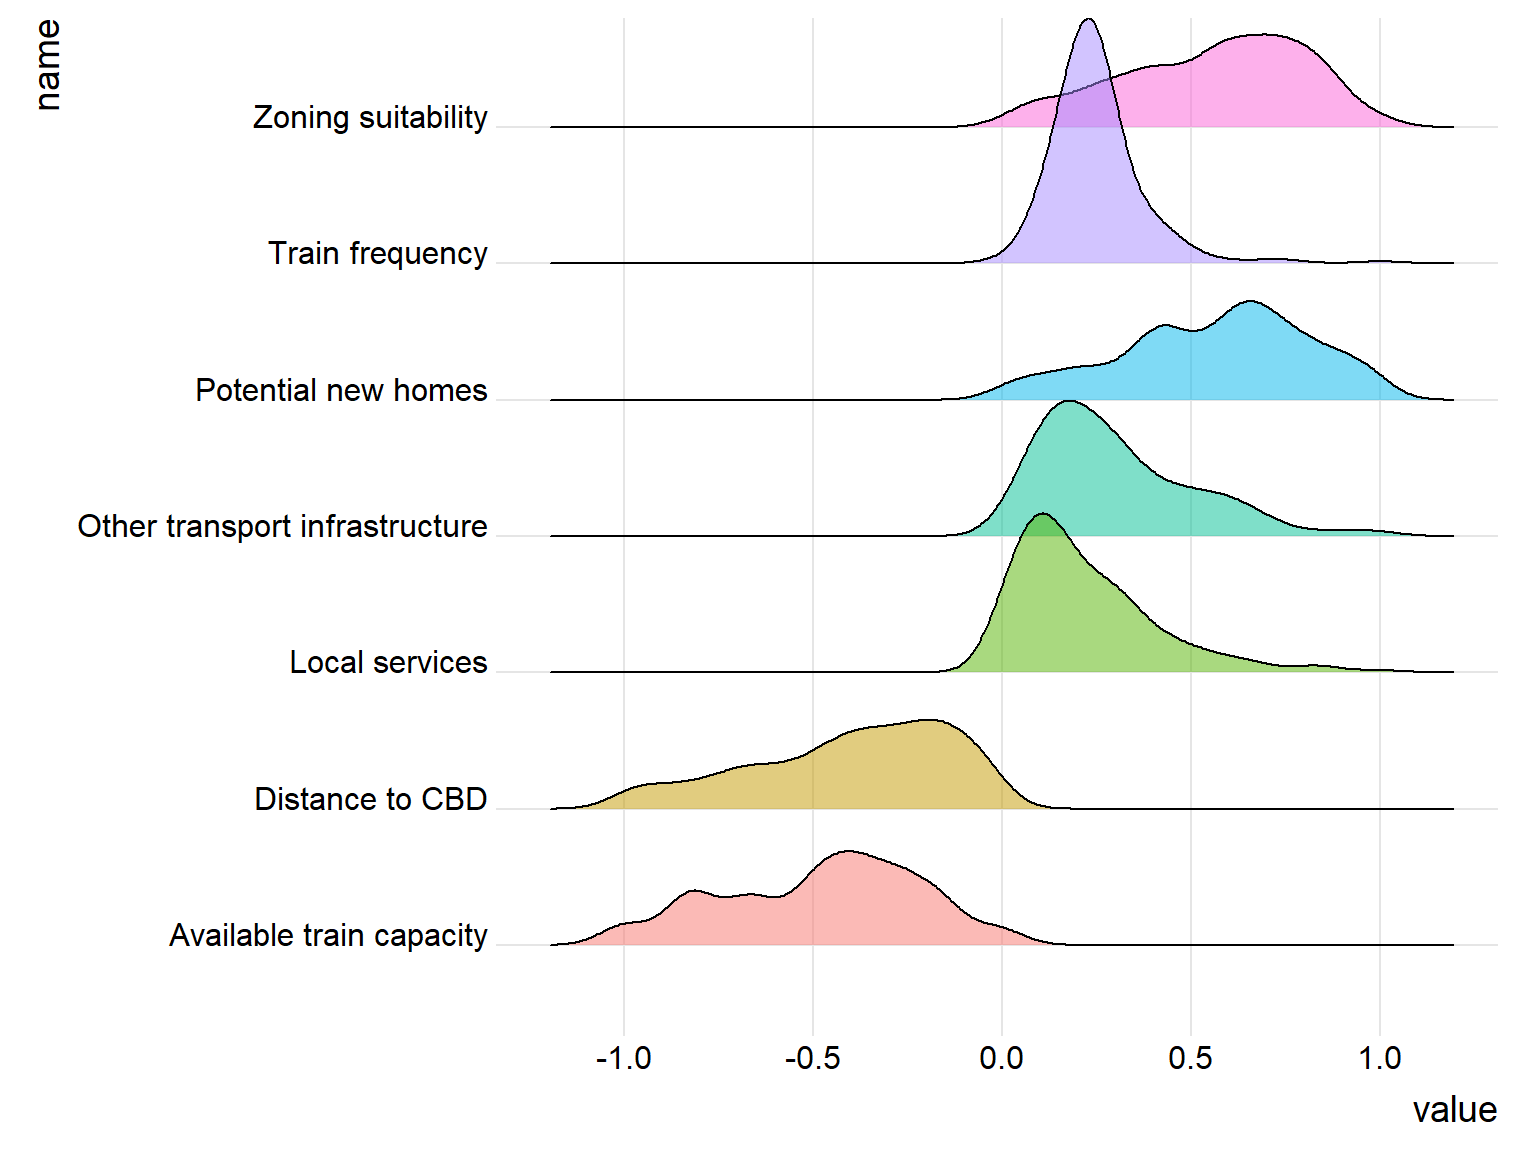 name
Zoning suitability
Train frequency
Potential new homes
Other transport infrastructure
Local services
Distance to CBD
Available train capacity
-1.0 -0.5 0.0 0.5 1.0
value